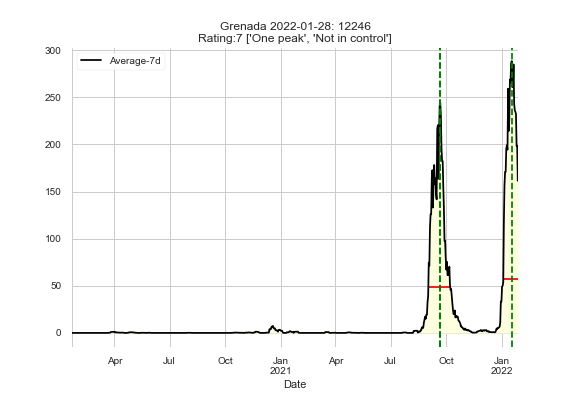 Grenada 2022-01-28: 12246
Rating:7 ['One peak', 'Not in control']
Average-7d
300
250
200
150
100
50
0
Apr Jul Oct Jan Apr Jul Oct Jan
2021 2022
Date